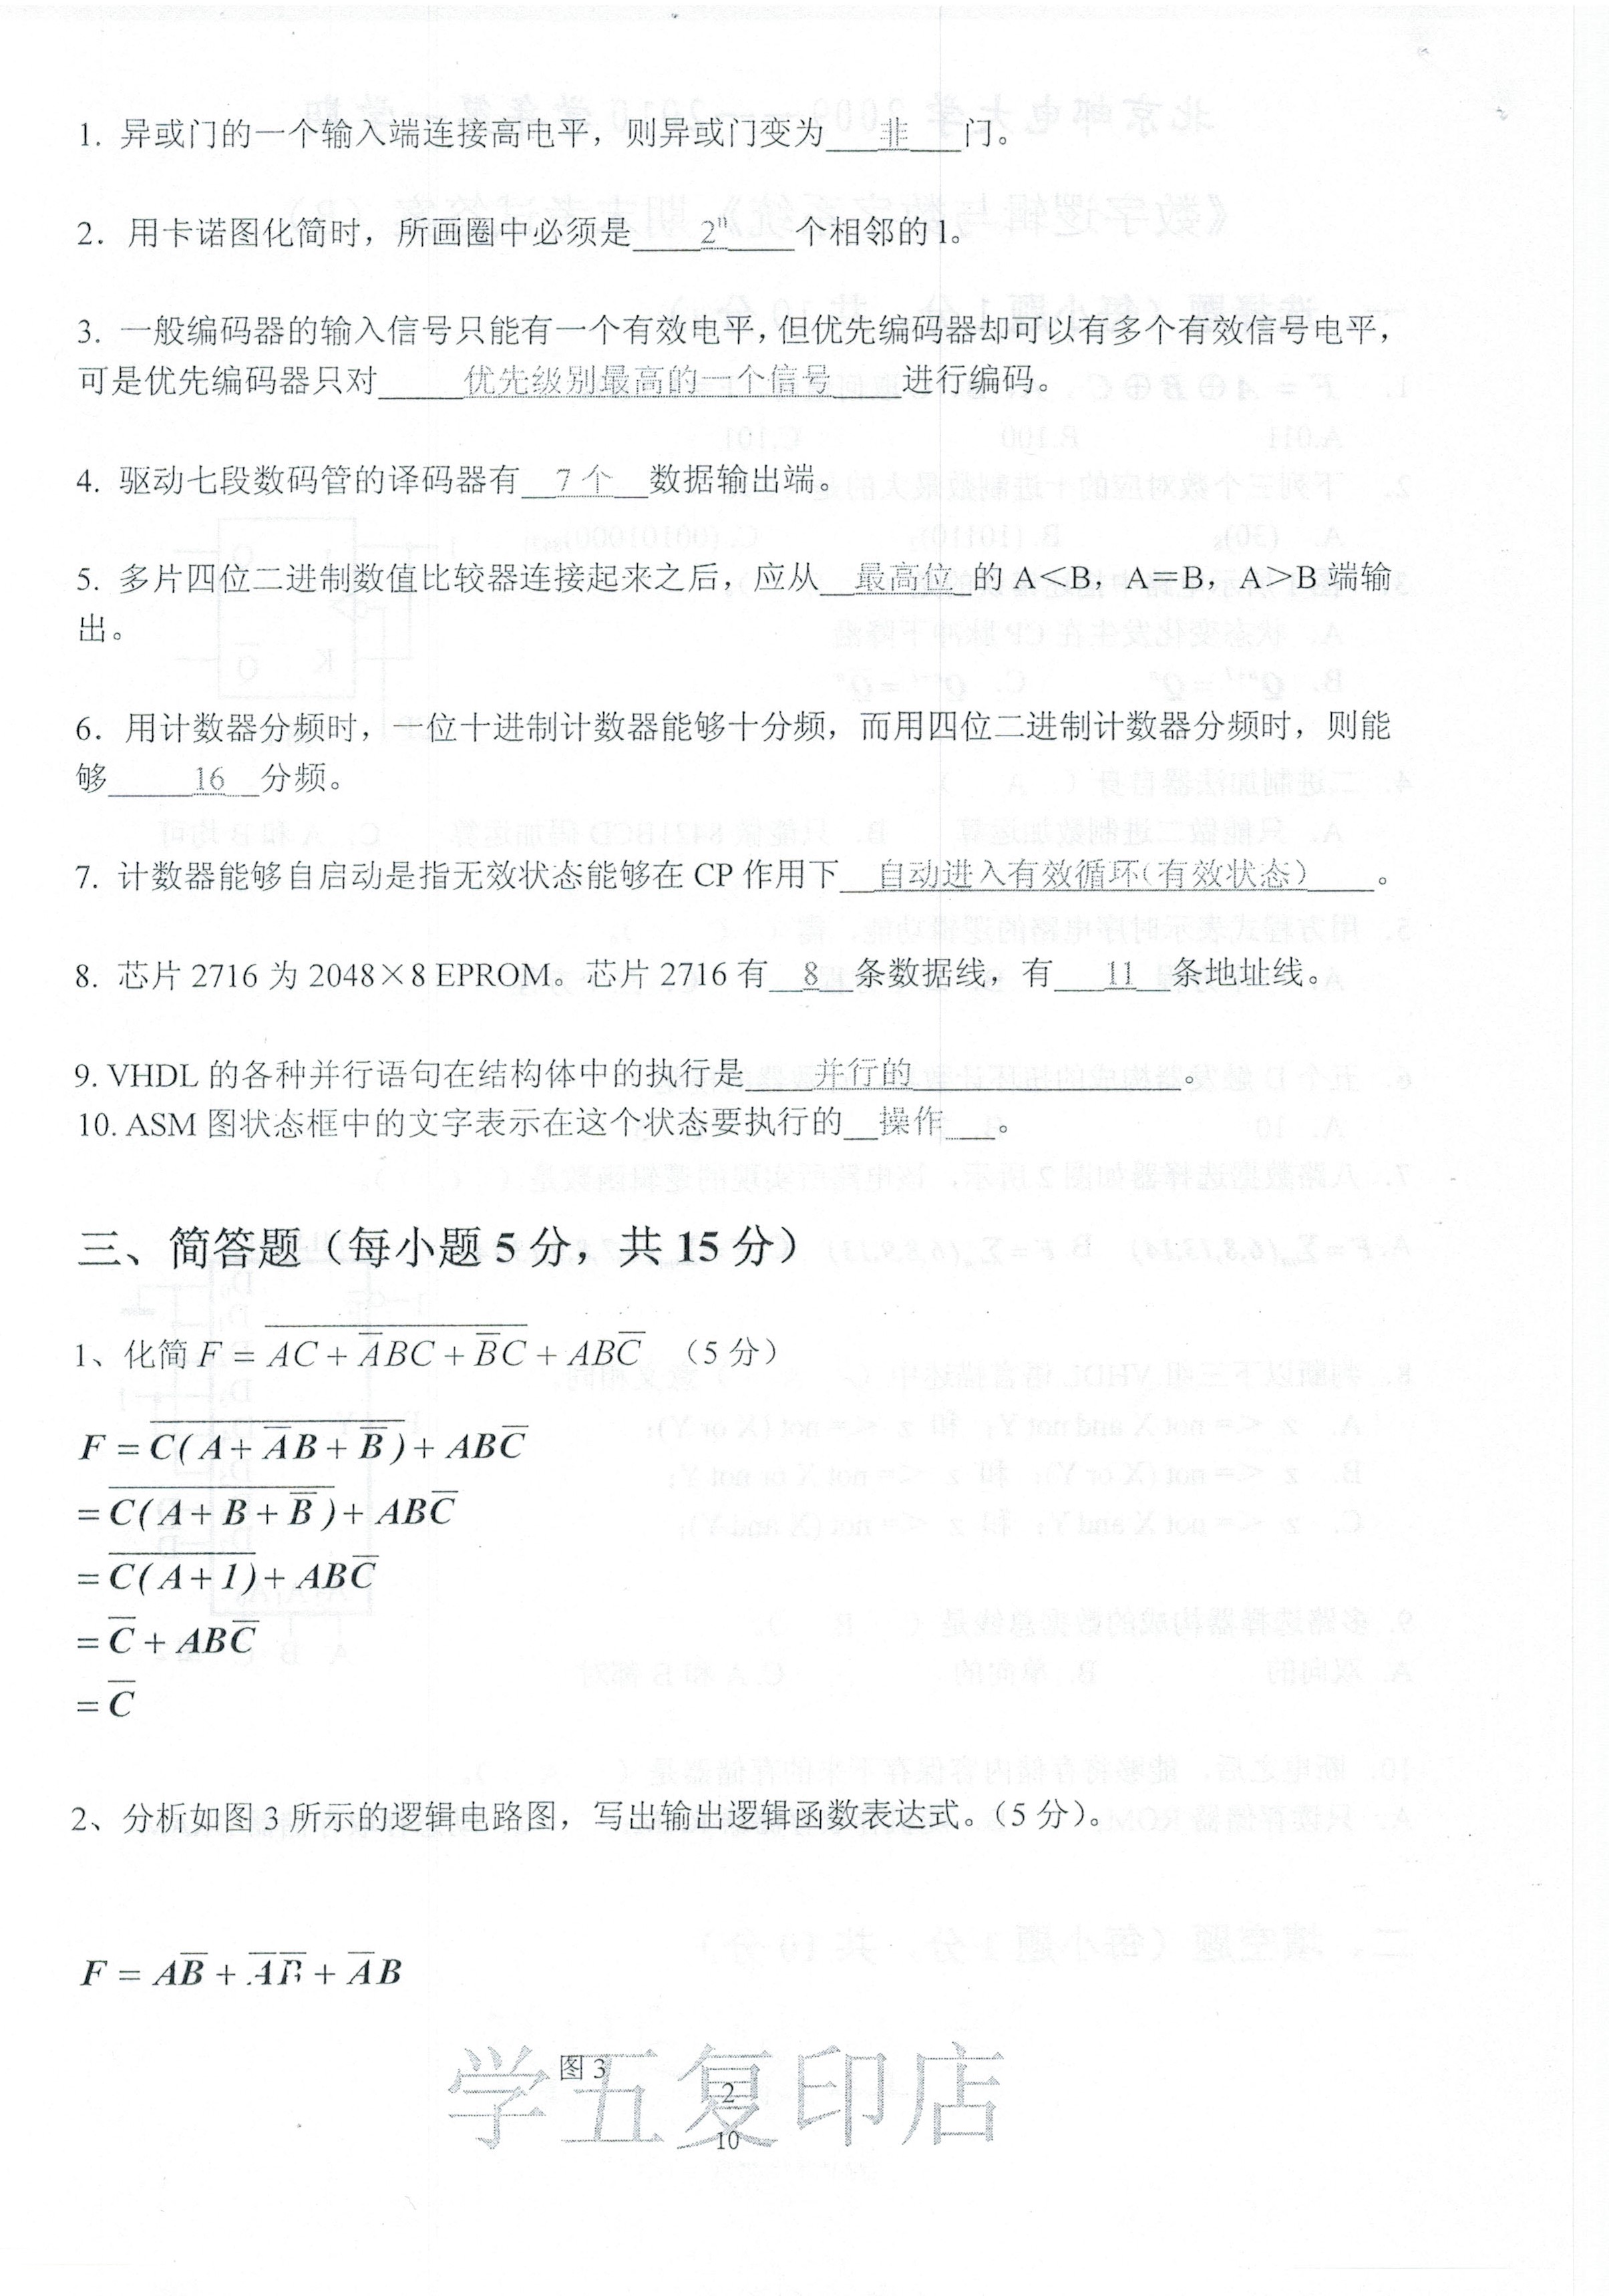 1. 异或门的一个输入端连接高电平，则异或门变为___非___门。
2．用卡诺图化简时，所画圈中必须是____2ⁿ____个相邻的1。
3. 一般编码器的输入信号只能有一个有效电平，但优先编码器却可以有多个有效信号电平，
可是优先编码器只对_____优先级别最高的一个信号____进行编码。
4. 驱动七段数码管的译码器有__7个__数据输出端。
5. 多片四位二进制数值比较器连接起来之后，应从__最高位_的 A＜B，A＝B，A＞B 端输
出。
6．用计数器分频时，一位十进制计数器能够十分频，而用四位二进制计数器分频时，则能
够_____16__分频。
7. 计数器能够自启动是指无效状态能够在 CP 作用下__自动进入有效循环(有效状态)____。
8. 芯片 2716 为 2048×8 EPROM。芯片 2716 有__8__条数据线，有___11__条地址线。
9. VHDL 的各种并行语句在结构体中的执行是____并行的________________。
10. ASM 图状态框中的文字表示在这个状态要执行的__操作___。
三、简答题（每小题 5 分，共 15 分）
1、化简 F = \overline{AC + \overline{A}BC + \overline{B}C} + AB\overline{C} （5 分）
F = \overline{C( A + \overline{A}B + \overline{B} )} + AB\overline{C}
= \overline{C( A + B + \overline{B} )} + AB\overline{C}
= \overline{C( A + 1)} + AB\overline{C}
= \overline{C} + AB\overline{C}
= \overline{C}
2、分析如图 3 所示的逻辑电路图，写出输出逻辑函数表达式。（5 分）。
F = A\overline{B} + \overline{A}\overline{B} + \overline{A}B
图 3
学五复印店
2
10